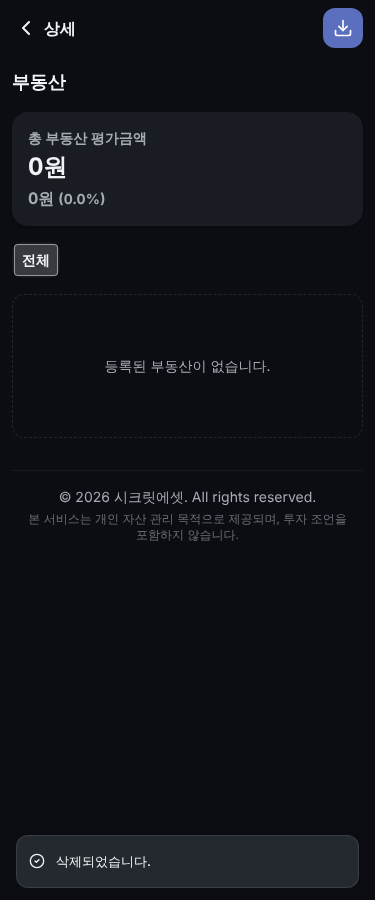 상세
부동산
총 부동산 평가금액
0원
0원 (0.0%)
전체
등록된 부동산이 없습니다.
© 2026 시크릿에셋. All rights reserved.
본 서비스는 개인 자산 관리 목적으로 제공되며, 투자 조언을
포함하지 않습니다.
삭제되었습니다.